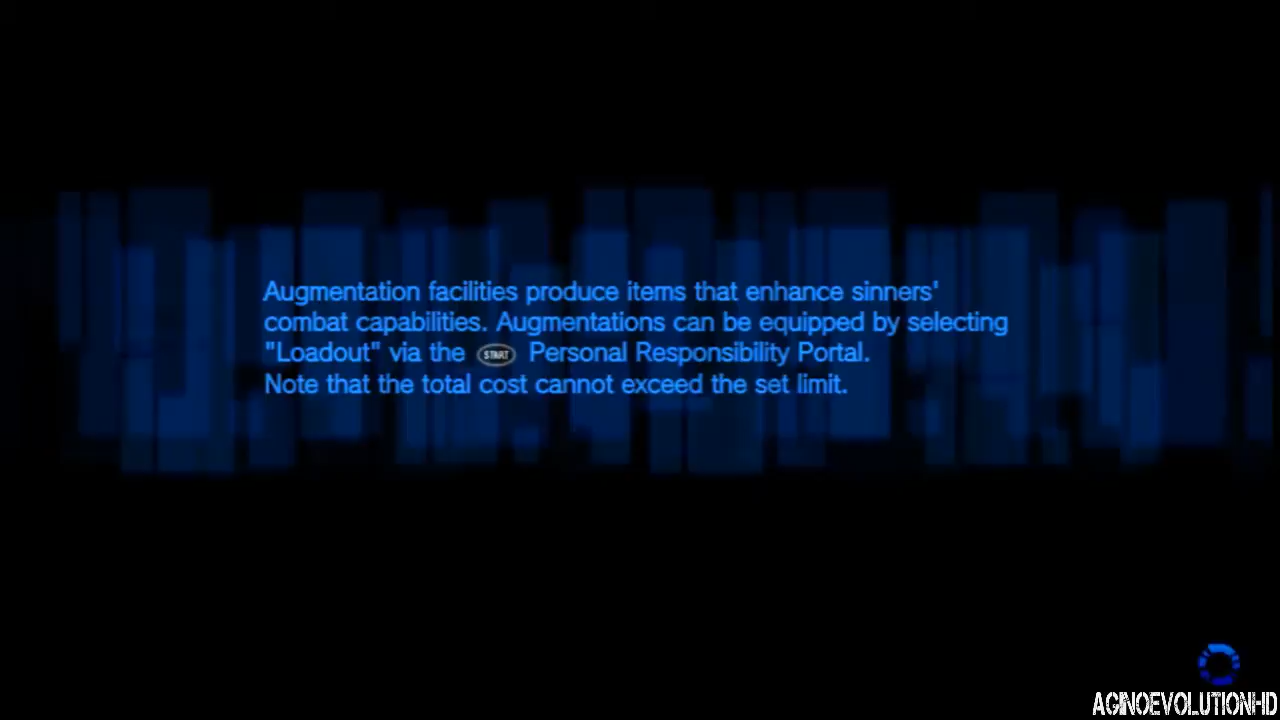 Augmentation facilities produce items that enhance sinners'
combat capabilities. Augmentations can be equipped by selecting
"Loadout" via the START Personal Responsibility Portal.
Note that the total cost cannot exceed the set limit.
AGINOEVOLUTIONHD